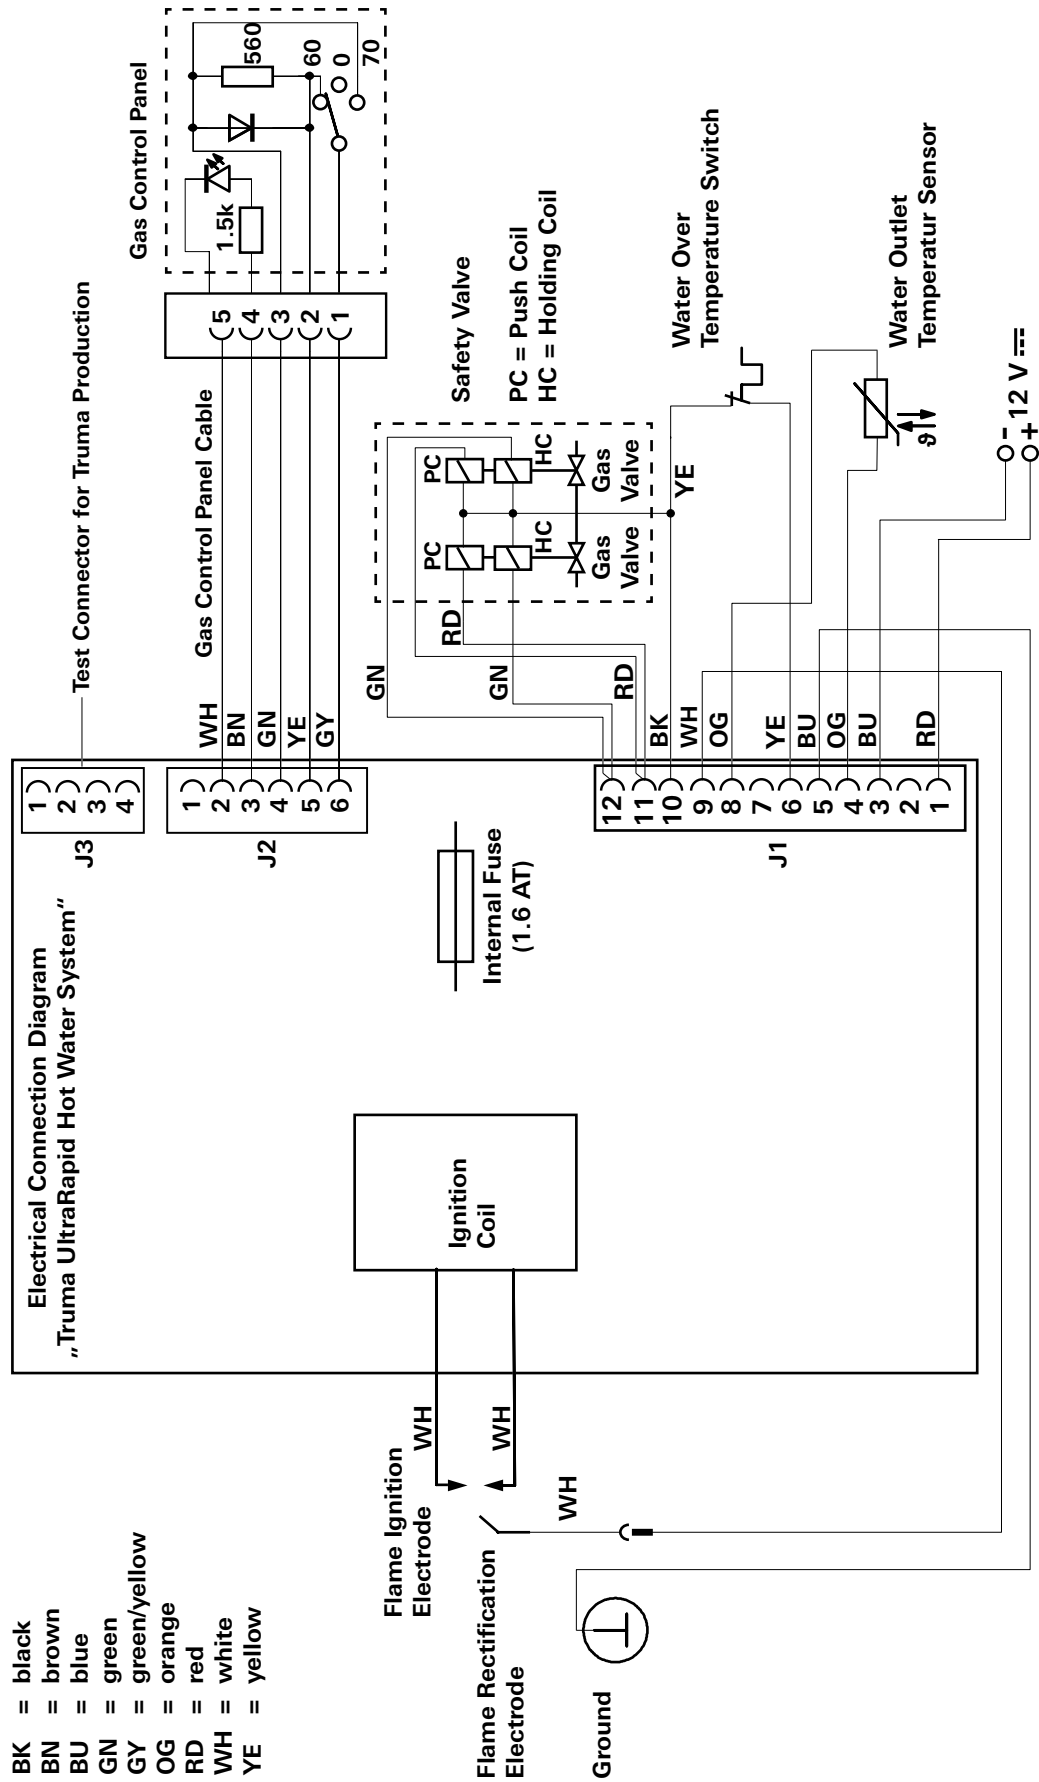 Electrical Connection Diagram
„Truma UltraRapid Hot Water System“
BK = black
BN = brown
BU = blue
GN = green
GY = green/yellow
OG = orange
RD = red
WH = white
YE = yellow
J3
1
2
3
4
Test Connector for Truma Production
J2
1
2
3
4
5
6
WH
BN
GN
YE
GY
Gas Control Panel Cable
5
4
3
2
1
Gas Control Panel
1.5k
560
60
0
70
Internal Fuse
(1.6 AT)
Ignition
Coil
WH
WH
Flame Ignition
Electrode
Flame Rectification
Electrode
WH
Ground
J1
12
11
10
9
8
7
6
5
4
3
2
1
GN
RD
GN
RD
BK
WH
OG
YE
BU
OG
BU
RD
PC
PC
HC
HC
Gas
Valve
Gas
Valve
YE
Safety Valve
PC = Push Coil
HC = Holding Coil
Water Over
Temperature Switch
Water Outlet
Temperatur Sensor
ϑ
-
+ 12 V